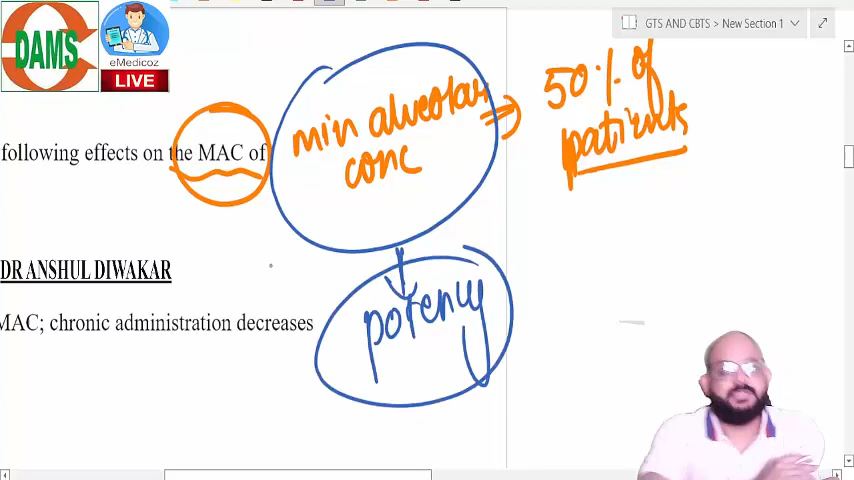 DAMS
eMedicoz
LIVE
GTS AND CBTS > New Section 1
min alveolar
conc
50% of
patients
following effects on the MAC of
DR ANSHUL DIWAKAR
potency
MAC; chronic administration decreases